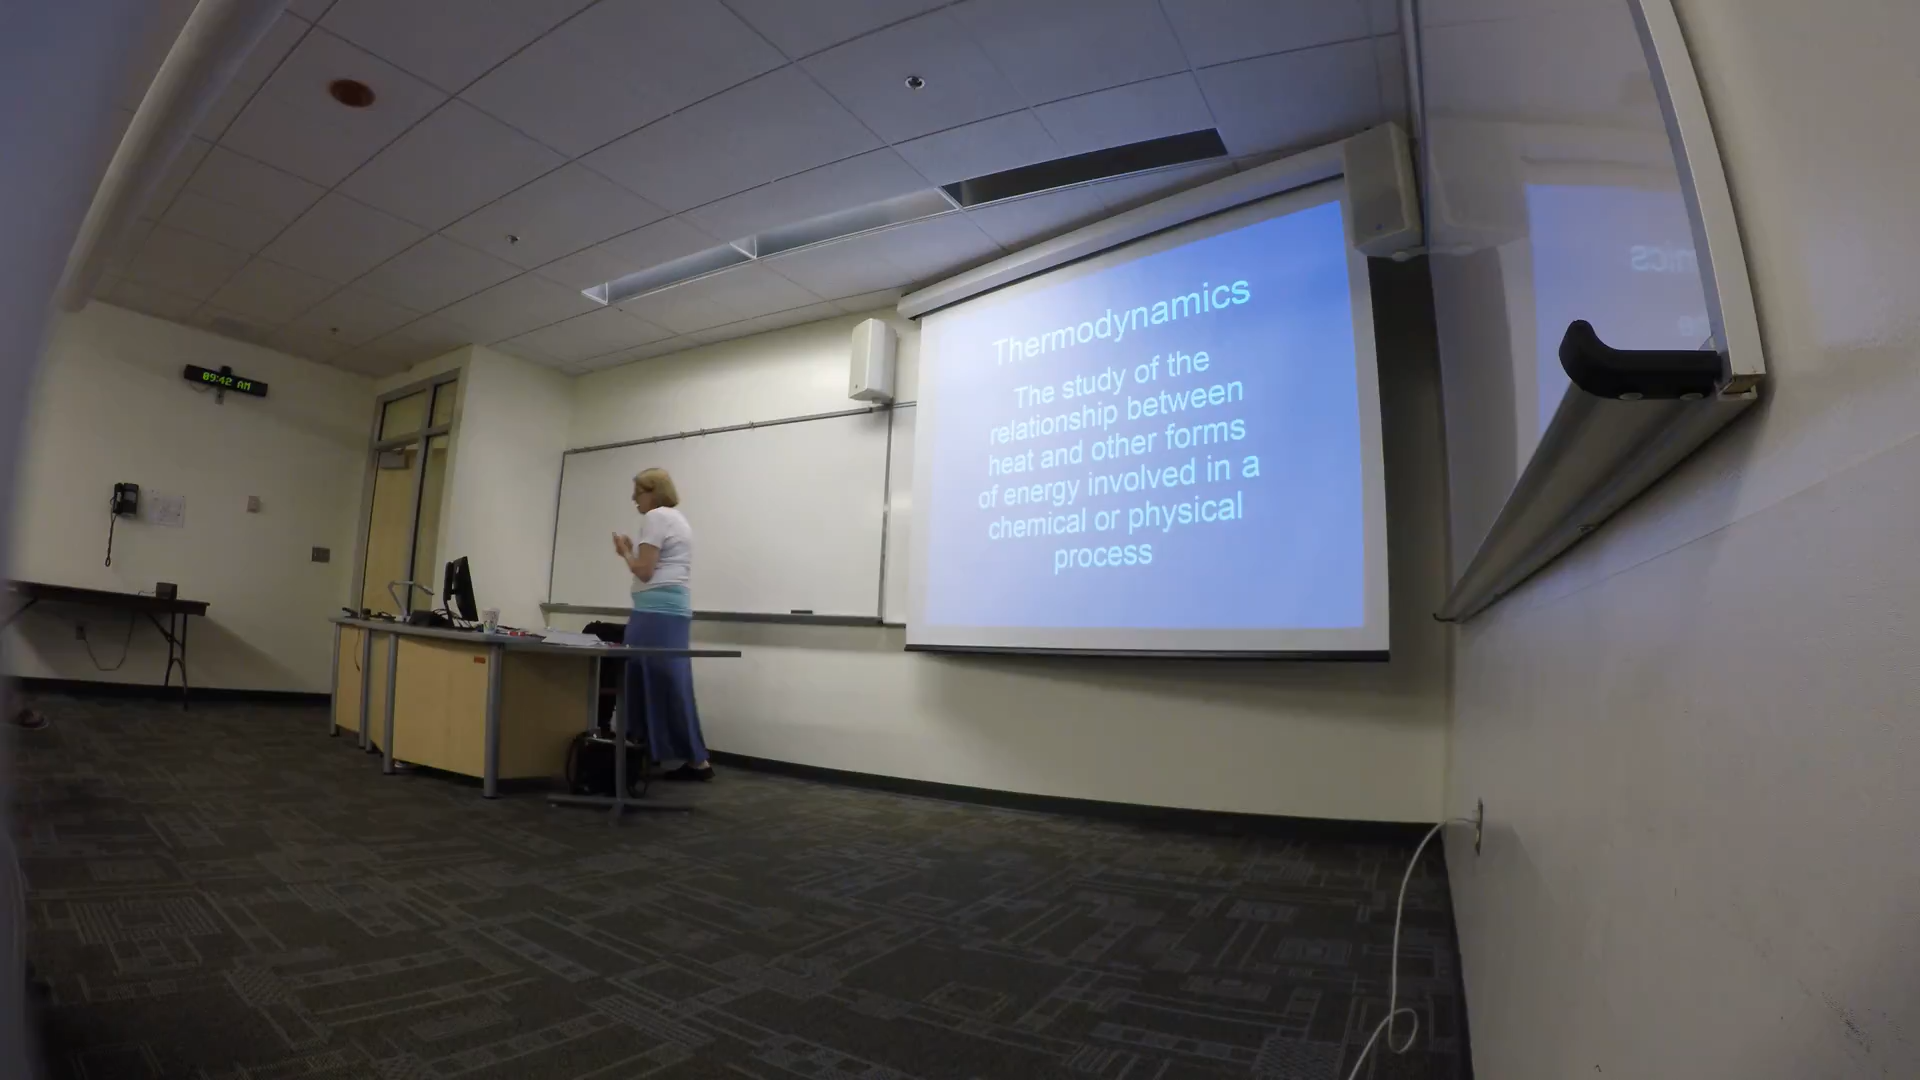 09:42 AM
Thermodynamics
The study of the
relationship between
heat and other forms
of energy involved in a
chemical or physical
process